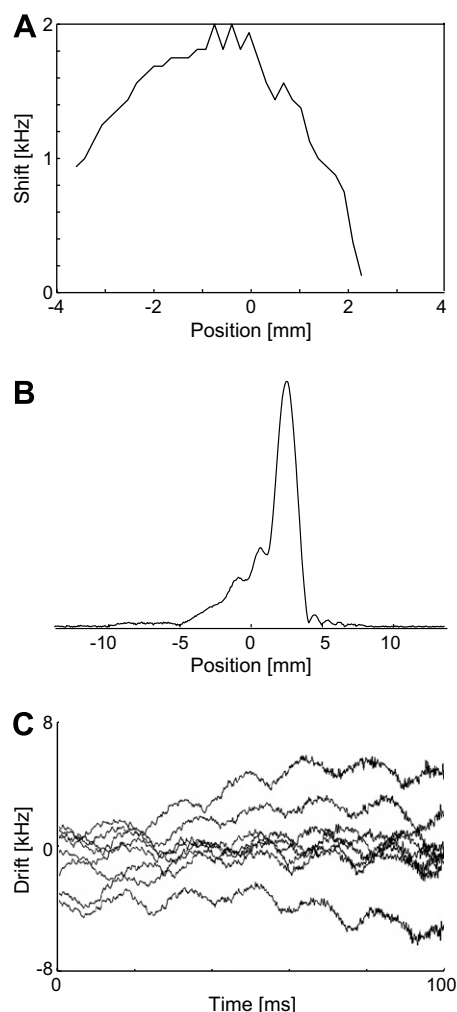 A
2
1
0
Shift [kHz]
-4 -2 0 2 4
Position [mm]
B
-10 -5 0 5 10
Position [mm]
C
8
0
-8
Drift [kHz]
0 100
Time [ms]